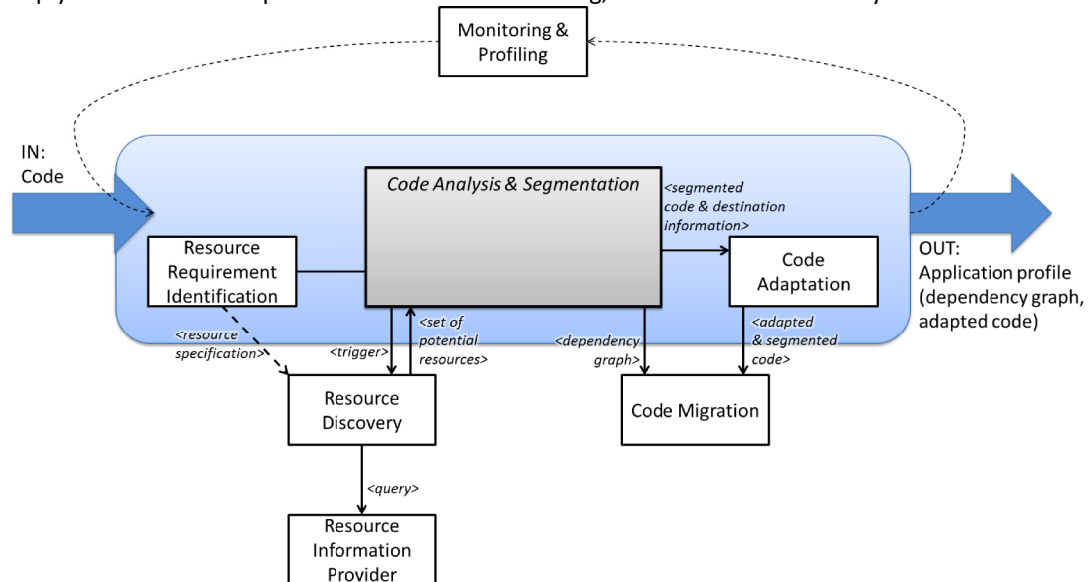 Monitoring &
Profiling
IN:
Code
Code Analysis & Segmentation
<segmented
code & destination
information>
Resource
Requirement
Identification
Code
Adaptation
OUT:
Application profile
(dependency graph,
adapted code)
<resource
specification>
<trigger>
<set of
potential
resources>
<dependency
graph>
<adapted
& segmented
code>
Resource
Discovery
Code Migration
<query>
Resource
Information
Provider